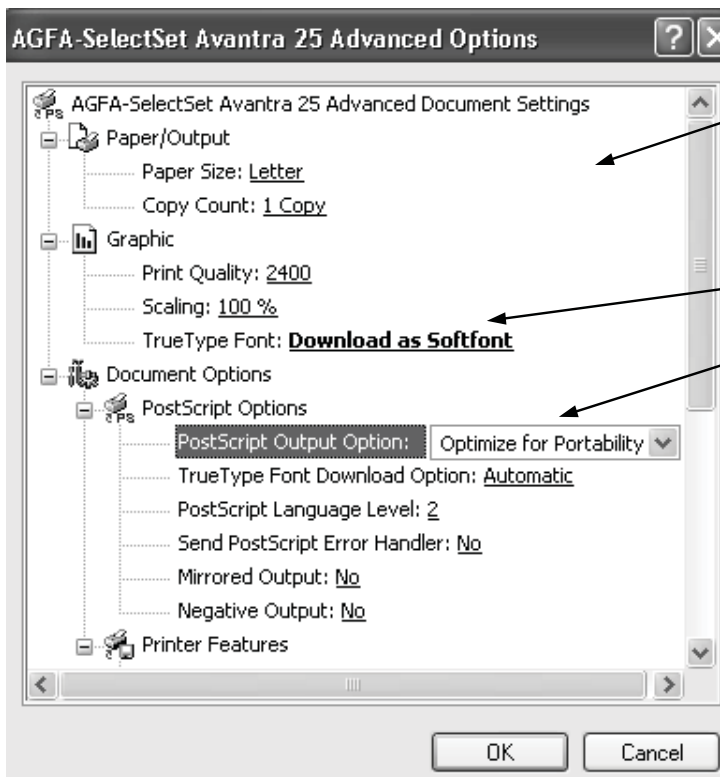 AGFA-SelectSet Avantra 25 Advanced Options
AGFA-SelectSet Avantra 25 Advanced Document Settings
Paper/Output
Paper Size: Letter
Copy Count: 1 Copy
Graphic
Print Quality: 2400
Scaling: 100 %
TrueType Font: Download as Softfont
Document Options
PostScript Options
PostScript Output Option: Optimize for Portability
TrueType Font Download Option: Automatic
PostScript Language Level: 2
Send PostScript Error Handler: No
Mirrored Output: No
Negative Output: No
Printer Features
OK Cancel